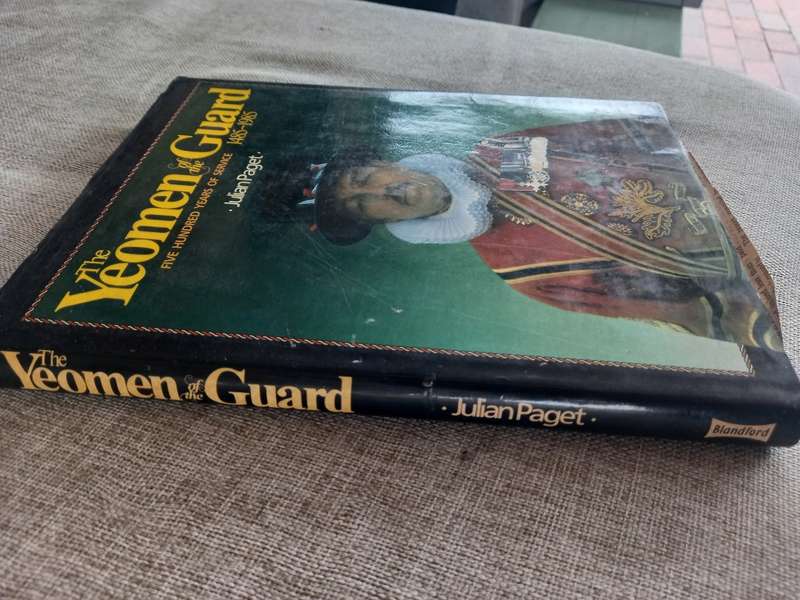 The
Yeomen
of the Guard
1485–1985
FIVE HUNDRED YEARS OF SERVICE
· Julian Paget ·
The
Yeomen of the Guard
· Julian Paget ·
Blandford